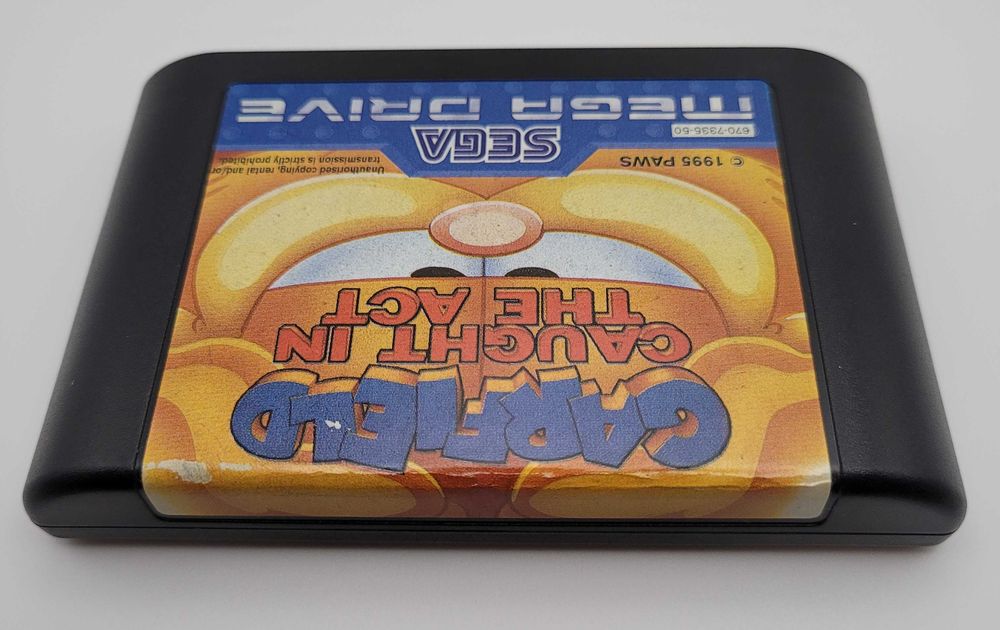 GARFIELD
CAUGHT IN
THE ACT
© 1995 PAWS
Unauthorised copying, rental and/or
transmission is strictly prohibited.
670-7335-50
SEGA
MEGA DRIVE